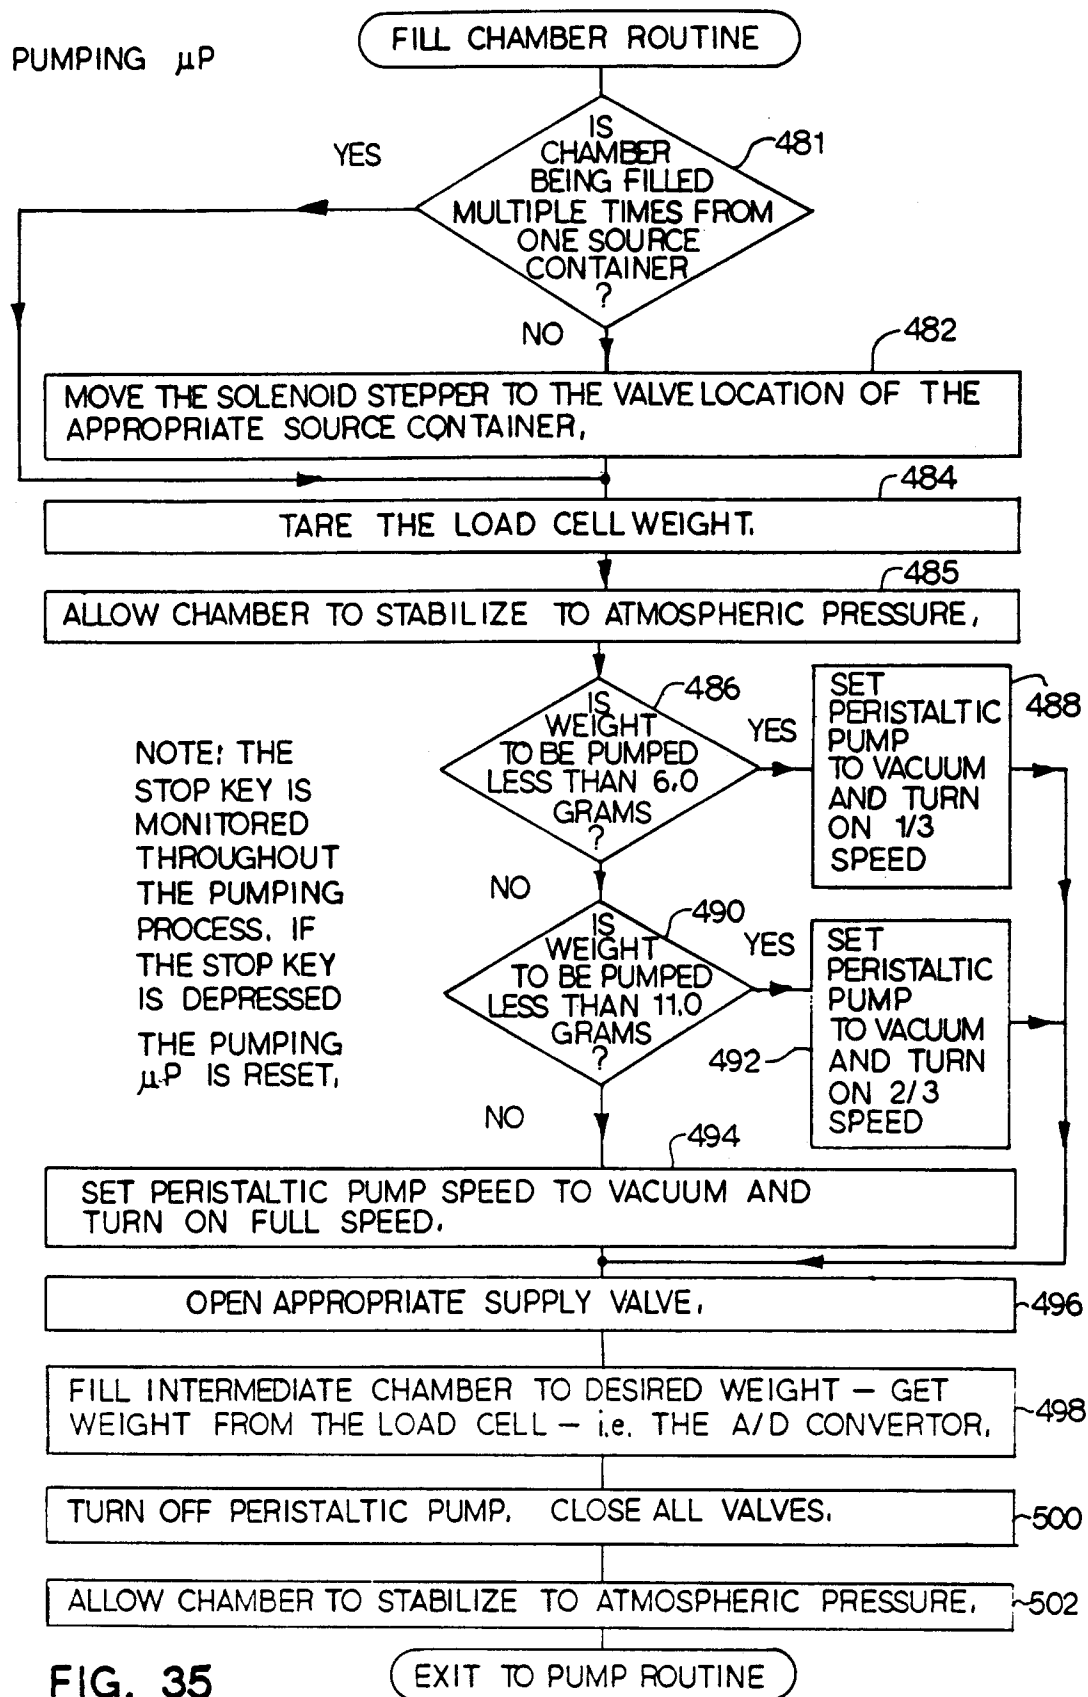 PUMPING µP
FILL CHAMBER ROUTINE
IS
CHAMBER
BEING FILLED
MULTIPLE TIMES FROM
ONE SOURCE
CONTAINER
?
481
YES
NO
482
MOVE THE SOLENOID STEPPER TO THE VALVE LOCATION OF THE
APPROPRIATE SOURCE CONTAINER.
484
TARE THE LOAD CELL WEIGHT.
485
ALLOW CHAMBER TO STABILIZE TO ATMOSPHERIC PRESSURE.
IS
WEIGHT
TO BE PUMPED
LESS THAN 6.0
GRAMS
?
486
YES
SET
PERISTALTIC
PUMP
TO VACUUM
AND TURN
ON 1/3
SPEED
488
NO
NOTE: THE
STOP KEY IS
MONITORED
THROUGHOUT
THE PUMPING
PROCESS. IF
THE STOP KEY
IS DEPRESSED
THE PUMPING
µP IS RESET.
IS
WEIGHT
TO BE PUMPED
LESS THAN 11.0
GRAMS
?
490
YES
SET
PERISTALTIC
PUMP
TO VACUUM
AND TURN
ON 2/3
SPEED
492
NO
494
SET PERISTALTIC PUMP SPEED TO VACUUM AND
TURN ON FULL SPEED.
OPEN APPROPRIATE SUPPLY VALVE.
496
FILL INTERMEDIATE CHAMBER TO DESIRED WEIGHT – GET
WEIGHT FROM THE LOAD CELL – i.e. THE A/D CONVERTOR.
498
TURN OFF PERISTALTIC PUMP. CLOSE ALL VALVES.
500
ALLOW CHAMBER TO STABILIZE TO ATMOSPHERIC PRESSURE.
502
EXIT TO PUMP ROUTINE
FIG. 35